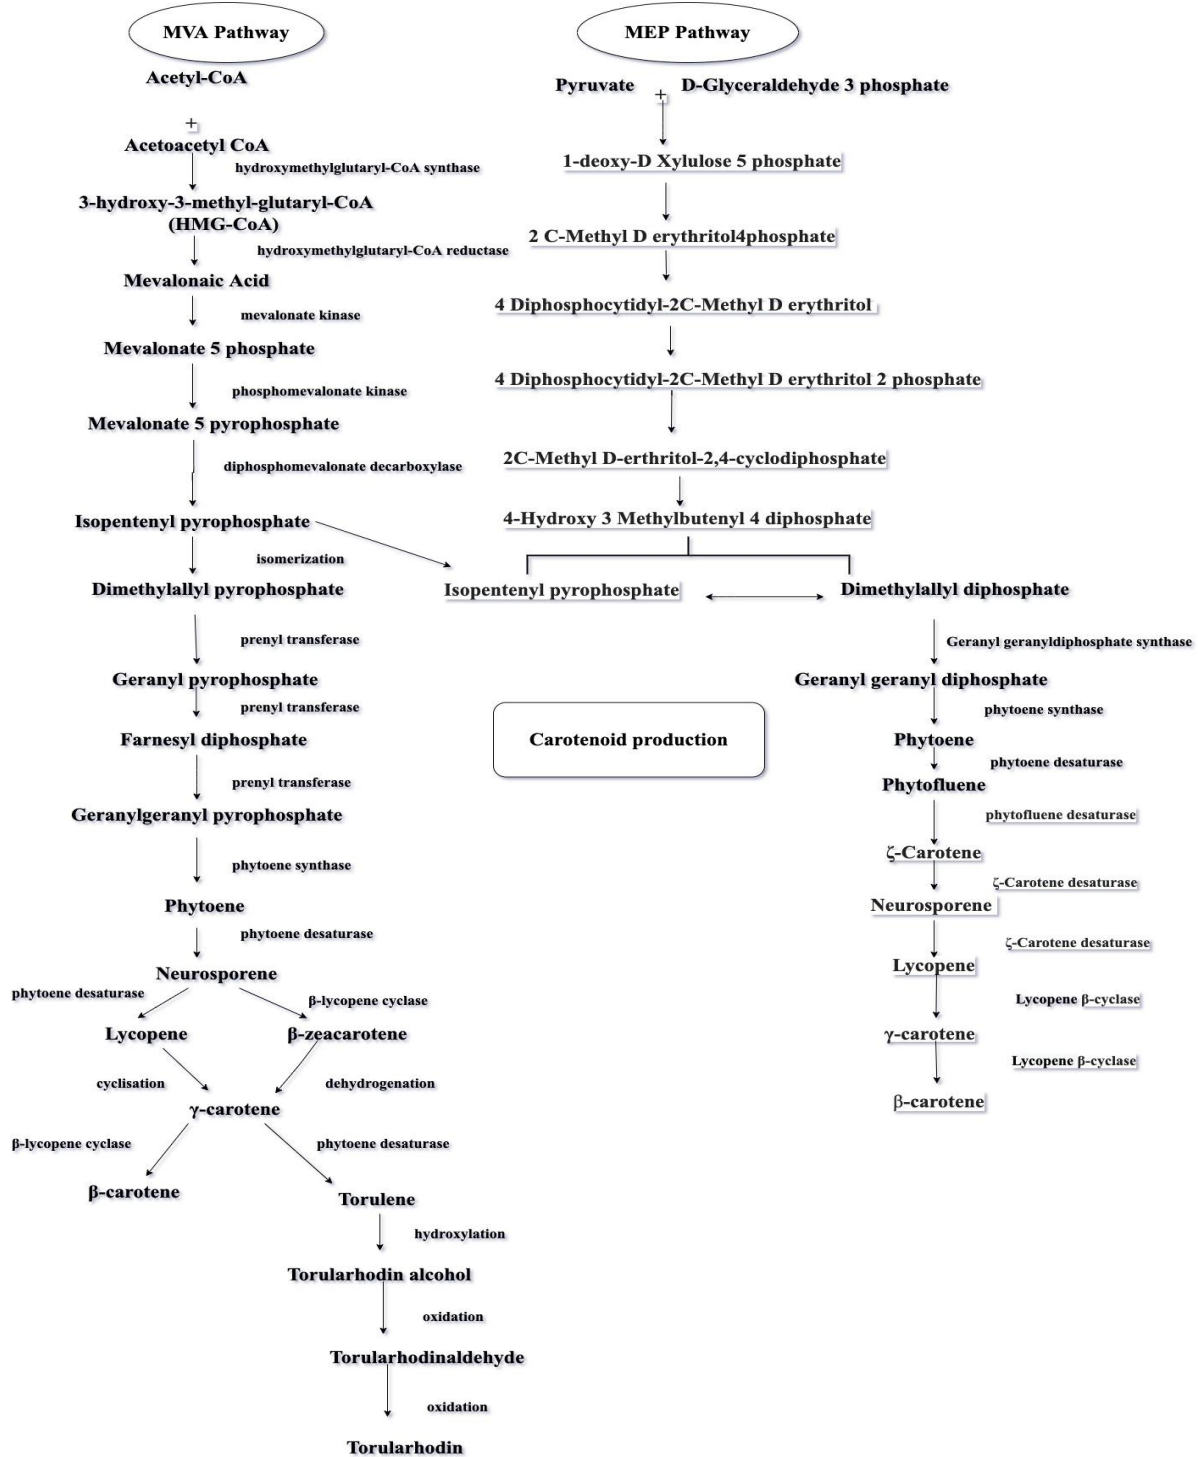 MVA Pathway
Acetyl-CoA
+
Acetoacetyl CoA
hydroxymethylglutaryl-CoA synthase
3-hydroxy-3-methyl-glutaryl-CoA
(HMG-CoA)
hydroxymethylglutaryl-CoA reductase
Mevalonaic Acid
mevalonate kinase
Mevalonate 5 phosphate
phosphomevalonate kinase
Mevalonate 5 pyrophosphate
diphosphomevalonate decarboxylase
Isopentenyl pyrophosphate
isomerization
Dimethylallyl pyrophosphate
prenyl transferase
Geranyl pyrophosphate
prenyl transferase
Farnesyl diphosphate
prenyl transferase
Geranylgeranyl pyrophosphate
phytoene synthase
Phytoene
phytoene desaturase
Neurosporene
phytoene desaturase
β-lycopene cyclase
Lycopene
β-zeacarotene
cyclisation
dehydrogenation
γ-carotene
β-lycopene cyclase
phytoene desaturase
β-carotene
Torulene
hydroxylation
Torularhodin alcohol
oxidation
Torularhodinaldehyde
oxidation
Torularhodin
MEP Pathway
Pyruvate + D-Glyceraldehyde 3 phosphate
1-deoxy-D Xylulose 5 phosphate
2 C-Methyl D erythritol4phosphate
4 Diphosphocytidyl-2C-Methyl D erythritol
4 Diphosphocytidyl-2C-Methyl D erythritol 2 phosphate
2C-Methyl D-erthritol-2,4-cyclodiphosphate
4-Hydroxy 3 Methylbutenyl 4 diphosphate
Isopentenyl pyrophosphate
Dimethylallyl diphosphate
Geranyl geranyldiphosphate synthase
Geranyl geranyl diphosphate
phytoene synthase
Phytoene
phytoene desaturase
Phytofluene
phytofluene desaturase
ζ-Carotene
ζ-Carotene desaturase
Neurosporene
ζ-Carotene desaturase
Lycopene
Lycopene β-cyclase
γ-carotene
Lycopene β-cyclase
β-carotene
Carotenoid production